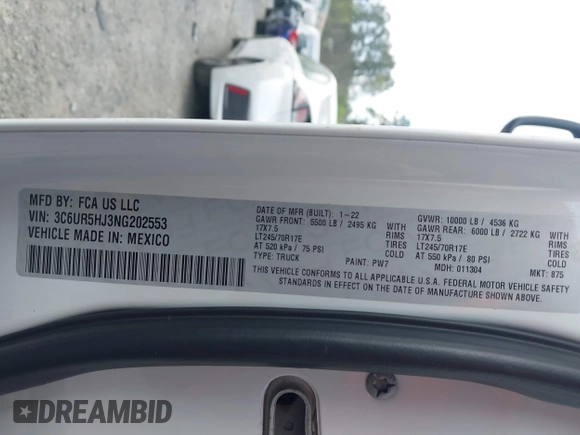 MFD BY: FCA US LLC
VIN: 3C6UR5HJ3NG202553
VEHICLE MADE IN: MEXICO
DATE OF MFR (BUILT): 1-22 GVWR: 10000 LB / 4536 KG
GAWR FRONT: 5500 LB / 2495 KG WITH GAWR REAR: 6000 LB / 2722 KG WITH
17X7.5 RIMS 17X7.5 RIMS
LT245/70R17E TIRES LT245/70R17E TIRES
AT 520 kPa / 75 PSI COLD AT 550 kPa / 80 PSI COLD
TYPE: TRUCK PAINT: PW7 MDH: 011304 MKT: 875
THIS VEHICLE CONFORMS TO ALL APPLICABLE U.S.A. FEDERAL MOTOR VEHICLE SAFETY
STANDARDS IN EFFECT ON THE DATE OF MANUFACTURE SHOWN ABOVE.
DREAMBID